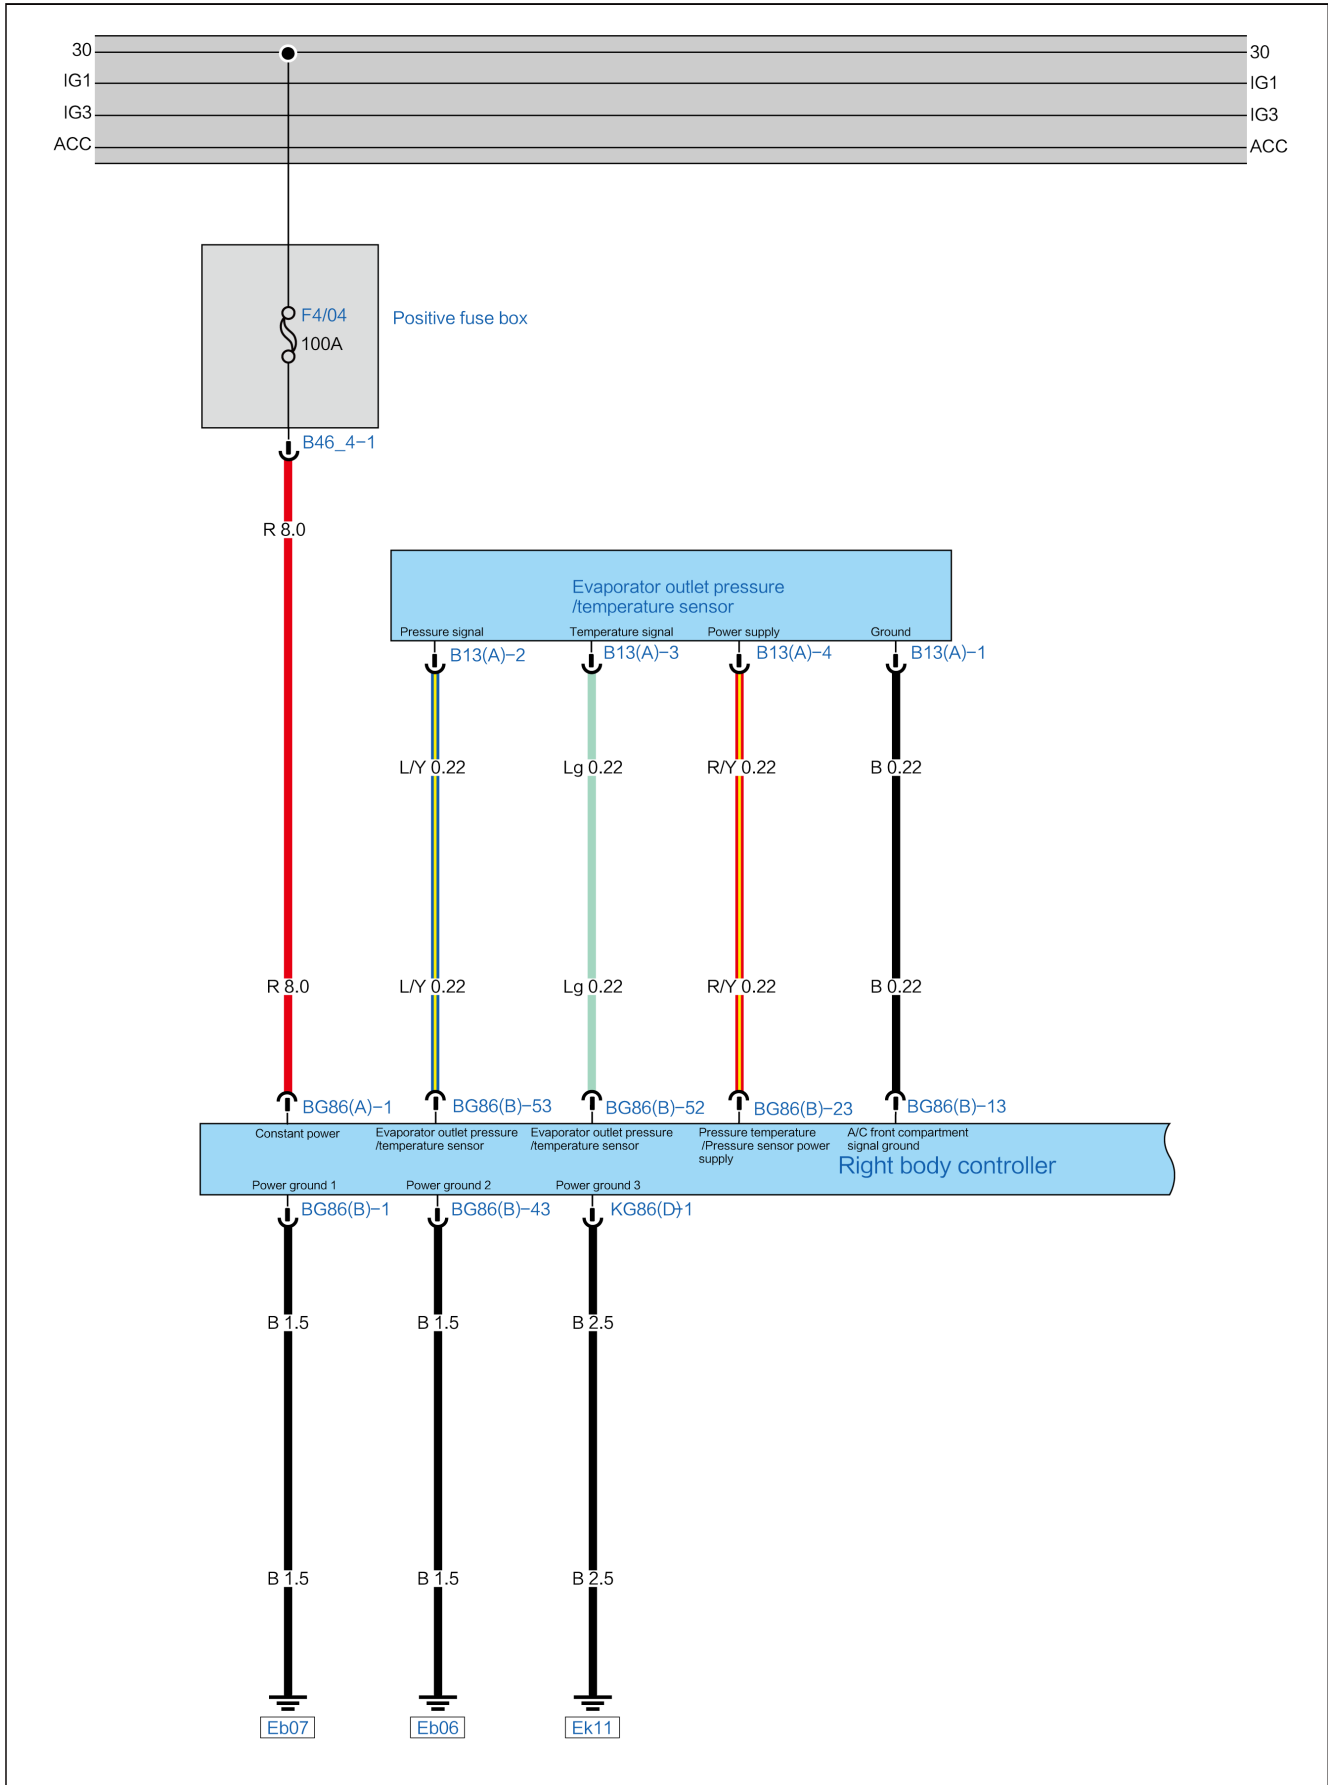 30 30
IG1 IG1
IG3 IG3
ACC ACC
F4/04
100A
Positive fuse box
B46_4-1
R 8.0
Evaporator outlet pressure
/temperature sensor
Pressure signal Temperature signal Power supply Ground
B13(A)-2 B13(A)-3 B13(A)-4 B13(A)-1
L/Y 0.22 Lg 0.22 R/Y 0.22 B 0.22
R 8.0 L/Y 0.22 Lg 0.22 R/Y 0.22 B 0.22
BG86(A)-1 BG86(B)-53 BG86(B)-52 BG86(B)-23 BG86(B)-13
Constant power
Evaporator outlet pressure
/temperature sensor
Evaporator outlet pressure
/temperature sensor
Pressure temperature
/Pressure sensor power
supply
A/C front compartment
signal ground
Right body controller
Power ground 1 Power ground 2 Power ground 3
BG86(B)-1 BG86(B)-43 KG86(D)-1
B 1.5 B 1.5 B 2.5
B 1.5 B 1.5 B 2.5
Eb07 Eb06 Ek11